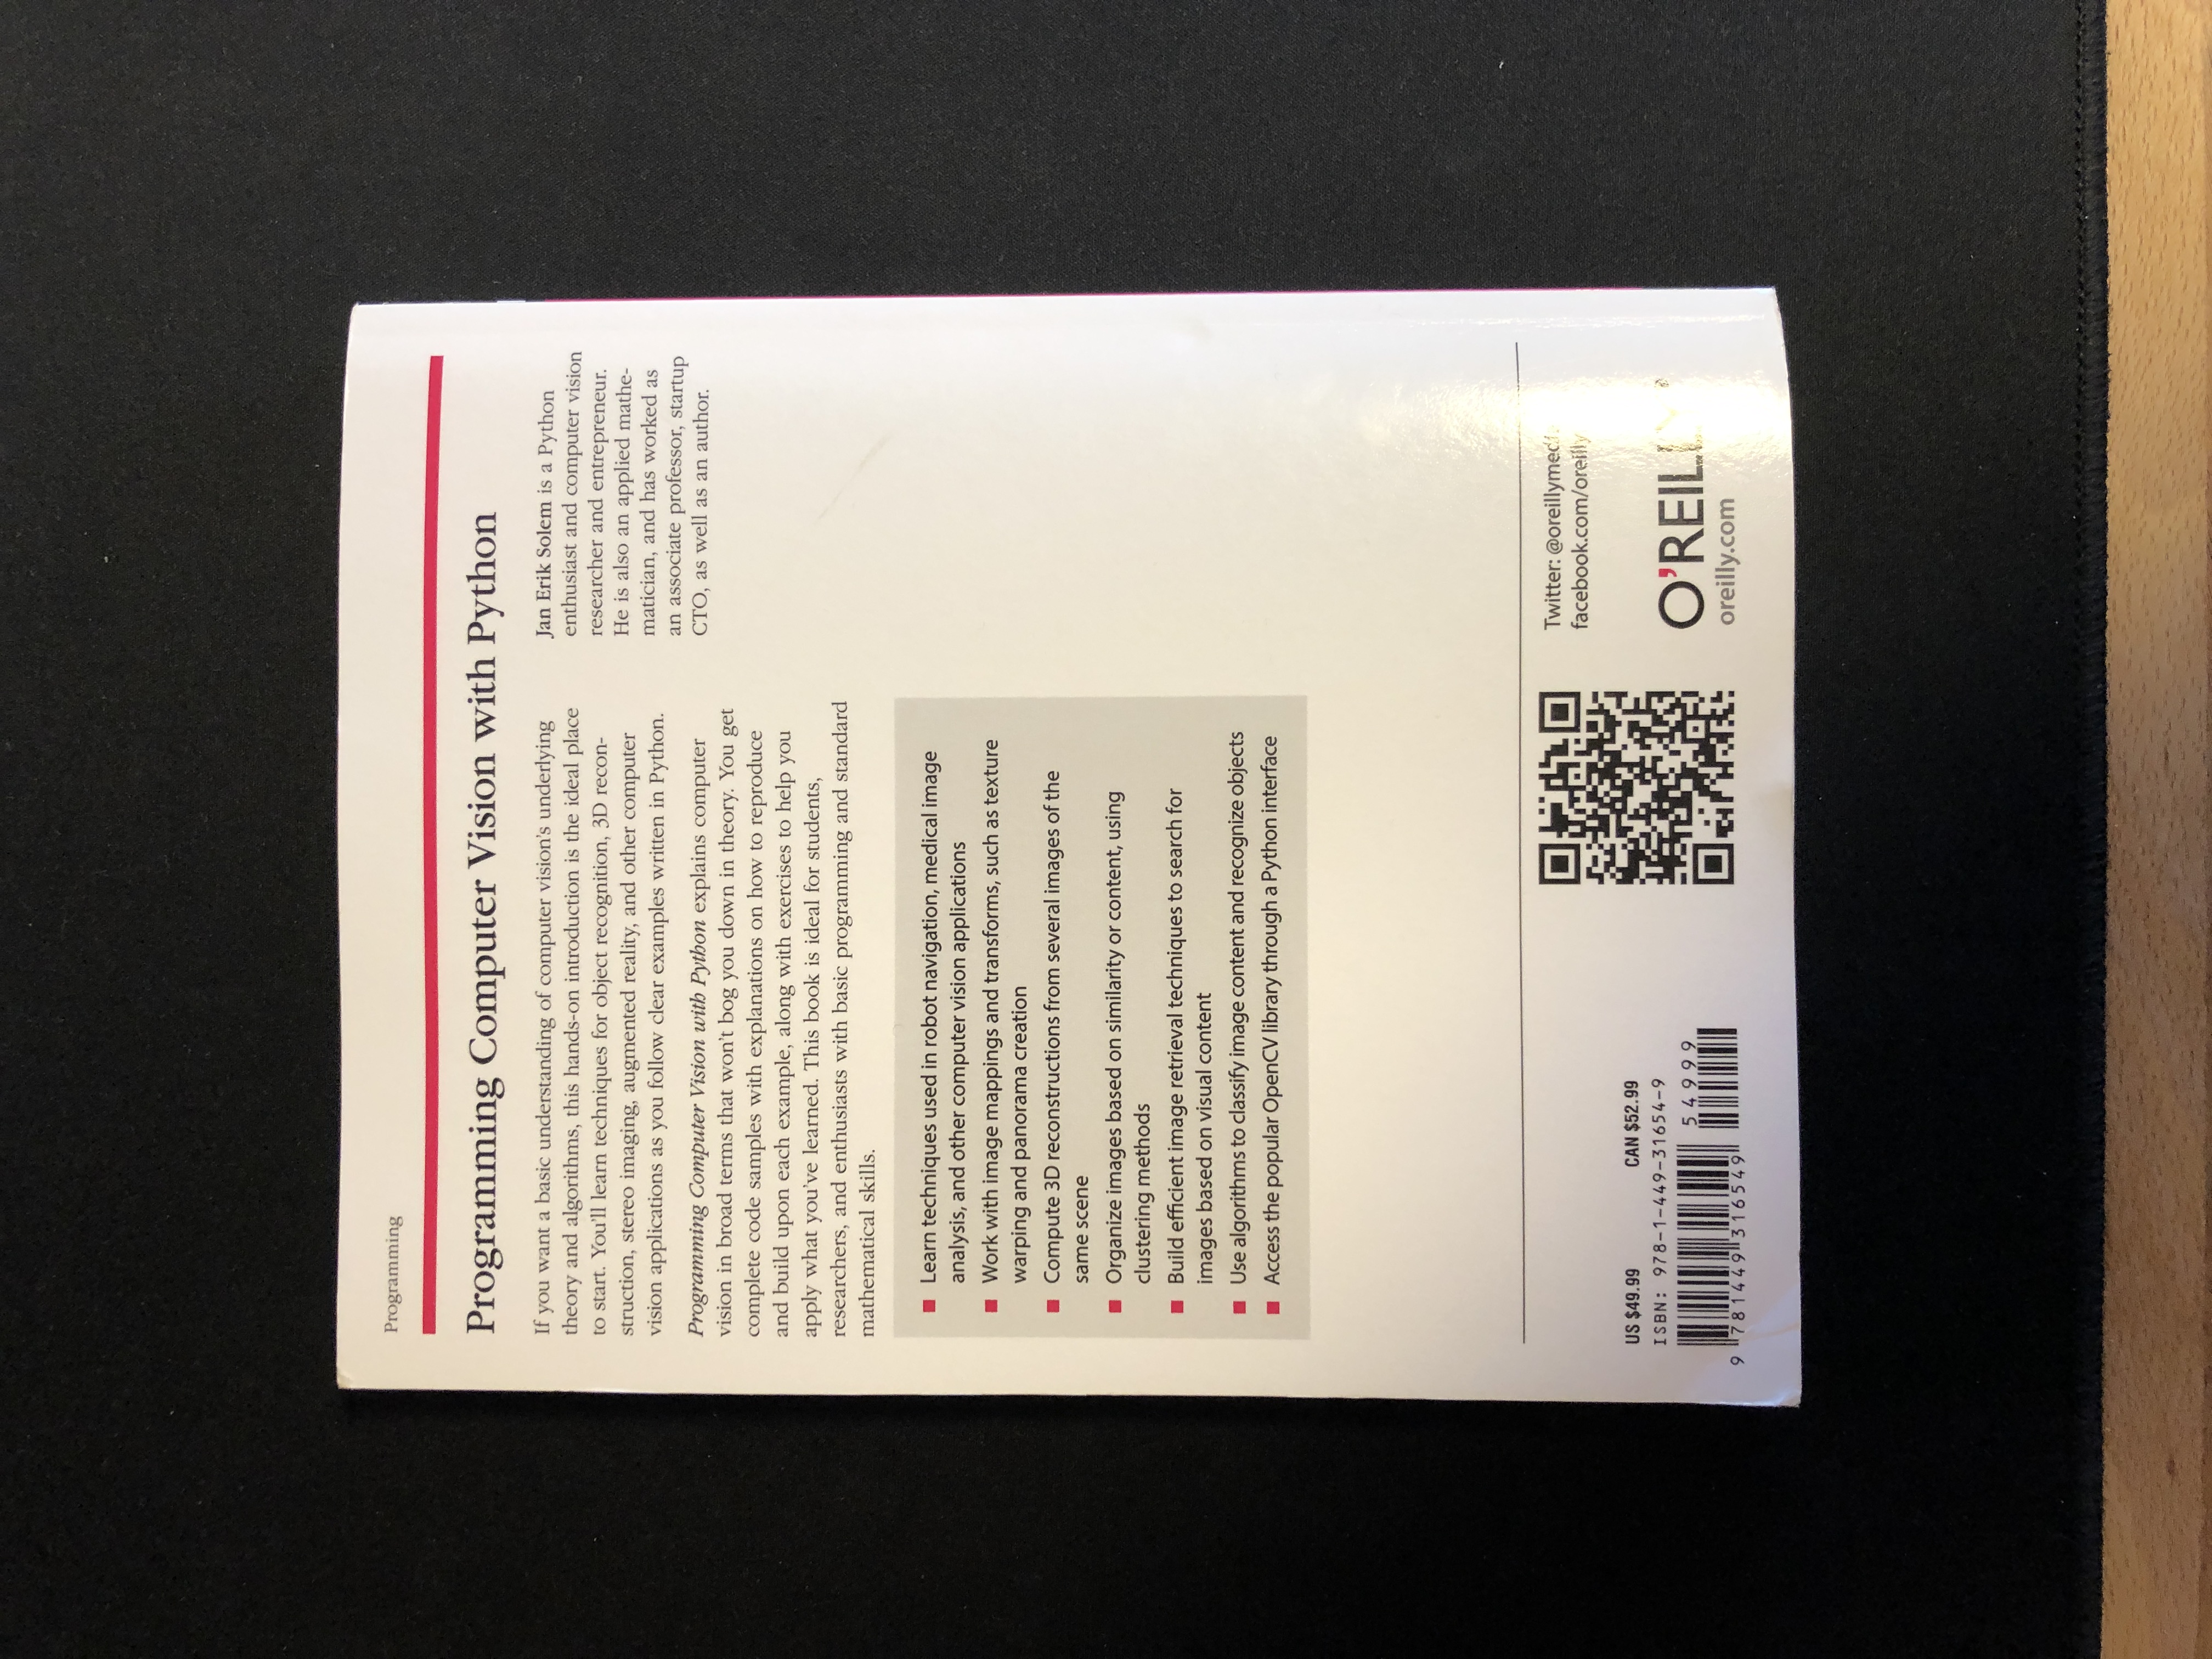 Programming
Programming Computer Vision with Python
If you want a basic understanding of computer vision's underlying
theory and algorithms, this hands-on introduction is the ideal place
to start. You'll learn techniques for object recognition, 3D recon-
struction, stereo imaging, augmented reality, and other computer
vision applications as you follow clear examples written in Python.
Programming Computer Vision with Python explains computer
vision in broad terms that won't bog you down in theory. You get
complete code samples with explanations on how to reproduce
and build upon each example, along with exercises to help you
apply what you've learned. This book is ideal for students,
researchers, and enthusiasts with basic programming and standard
mathematical skills.
■ Learn techniques used in robot navigation, medical image
analysis, and other computer vision applications
■ Work with image mappings and transforms, such as texture
warping and panorama creation
■ Compute 3D reconstructions from several images of the
same scene
■ Organize images based on similarity or content, using
clustering methods
■ Build efficient image retrieval techniques to search for
images based on visual content
■ Use algorithms to classify image content and recognize objects
■ Access the popular OpenCV library through a Python interface
Jan Erik Solem is a Python
enthusiast and computer vision
researcher and entrepreneur.
He is also an applied mathe-
matician, and has worked as
an associate professor, startup
CTO, as well as an author.
US $49.99 CAN $52.99
ISBN: 978-1-449-31654-9
5 4 9 9 9
9 781449 316549
Twitter: @oreillymedia
facebook.com/oreilly
O'REILLY®
oreilly.com